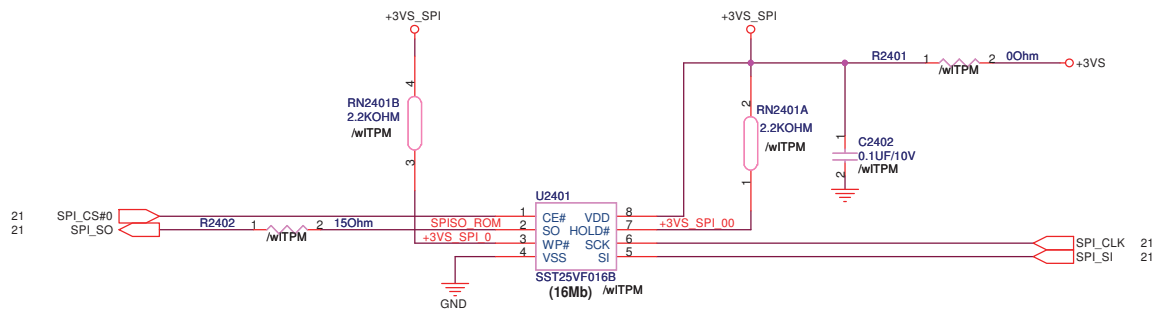 +3VS_SPI
+3VS_SPI
R2401 1 2 0Ohm
/wITPM
+3VS
4
RN2401B
2.2KOHM
/wITPM
3
2
RN2401A
2.2KOHM
/wITPM
1
1
C2402
0.1UF/10V
/wITPM
2
U2401
21 SPI_CS#0 1 CE# VDD 8
21 SPI_SO R2402 1 2 15Ohm SPISO_ROM 2 SO HOLD# 7 +3VS_SPI_00
/wITPM
+3VS_SPI_0 3 WP# SCK 6 SPI_CLK 21
4 VSS SI 5 SPI_SI 21
SST25VF016B
(16Mb) /wITPM
GND